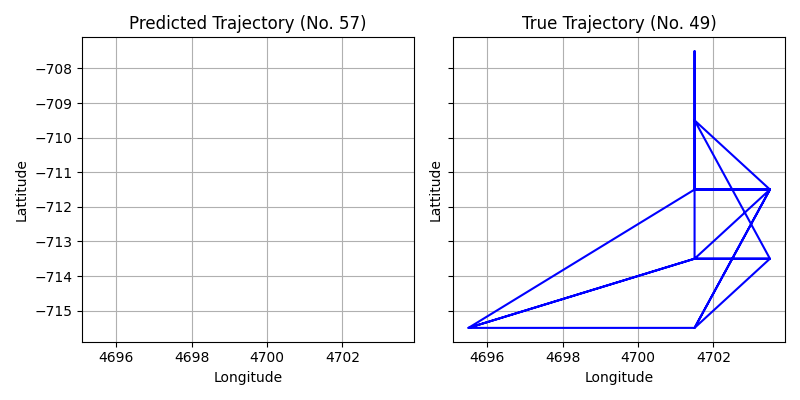 Predicted Trajectory (No. 57)
−708
−709
−710
−711
−712
−713
−714
−715
Lattitude
4696 4698 4700 4702
Longitude
True Trajectory (No. 49)
Lattitude
4696 4698 4700 4702
Longitude